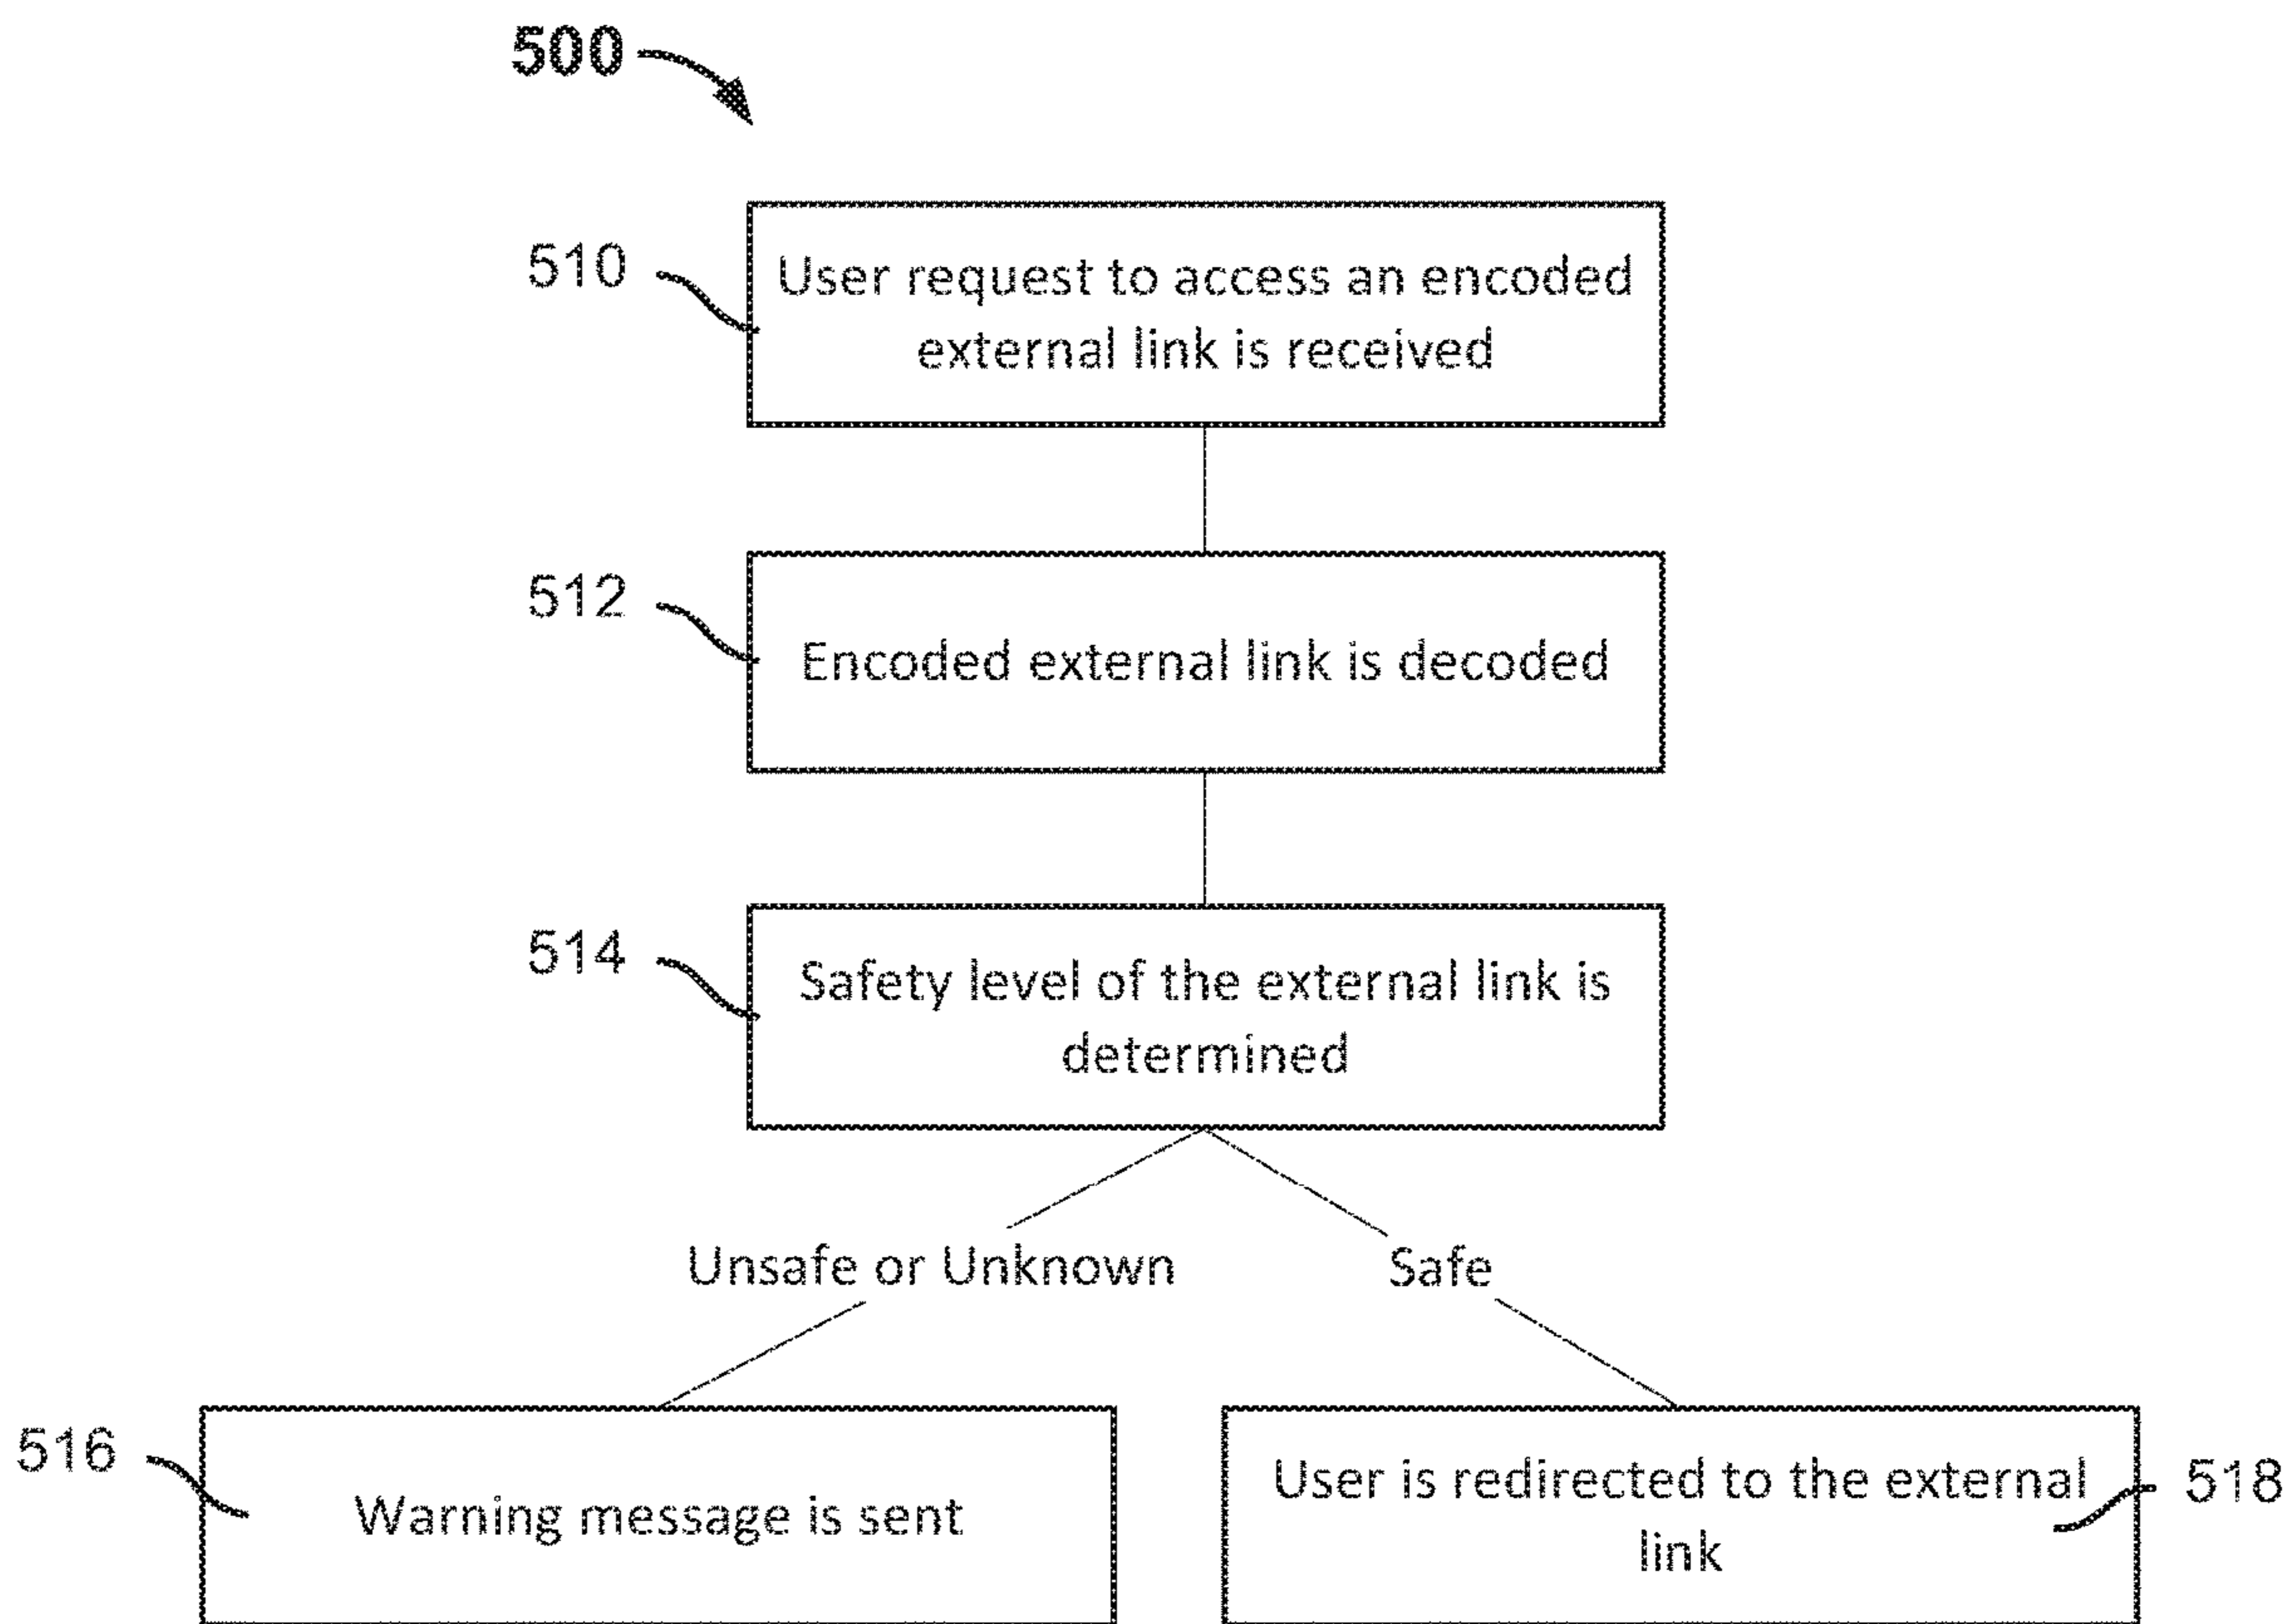 500
510
User request to access an encoded
external link is received
512
Encoded external link is decoded
514
Safety level of the external link is
determined
Unsafe or Unknown
Safe
516
Warning message is sent
User is redirected to the external
link
518